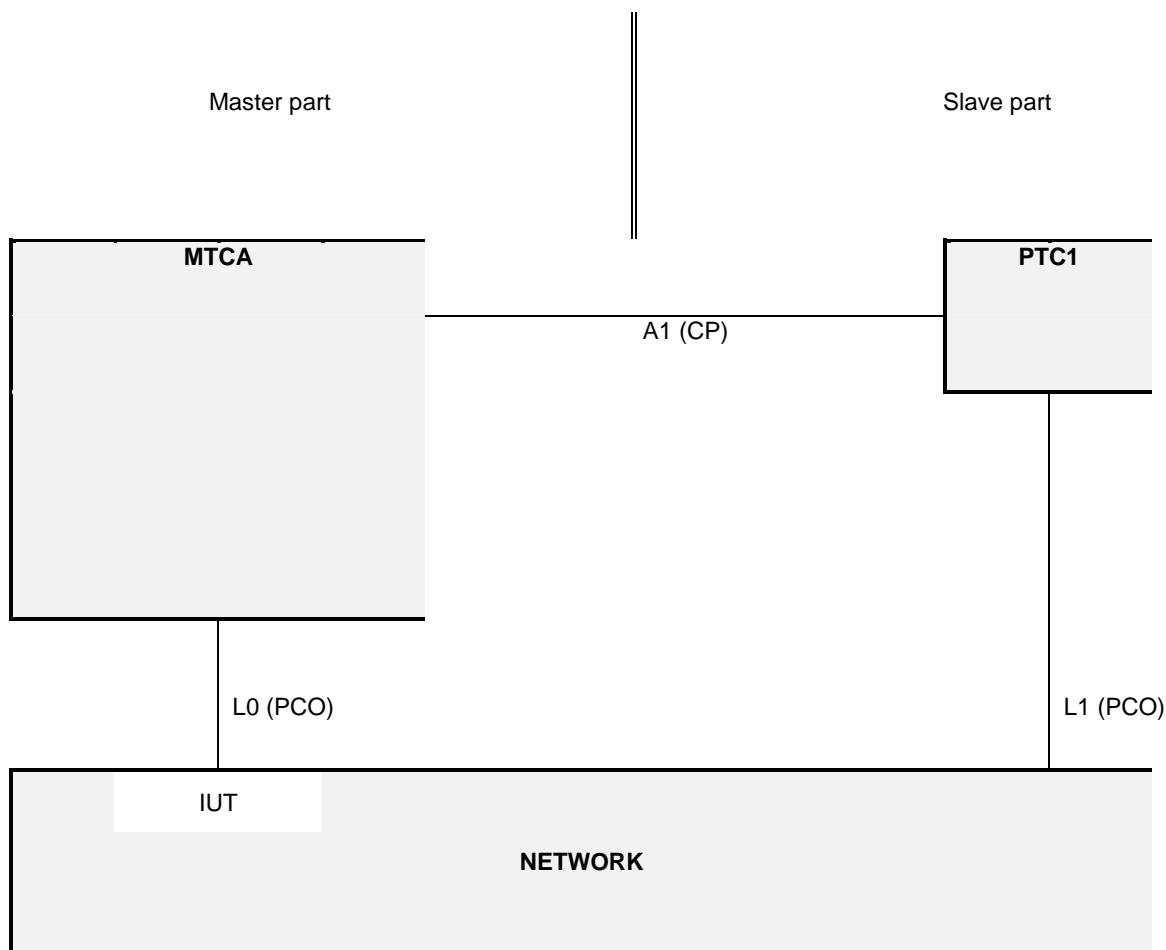 Master part
Slave part
MTCA
PTC1
A1 (CP)
L0 (PCO)
L1 (PCO)
IUT
NETWORK